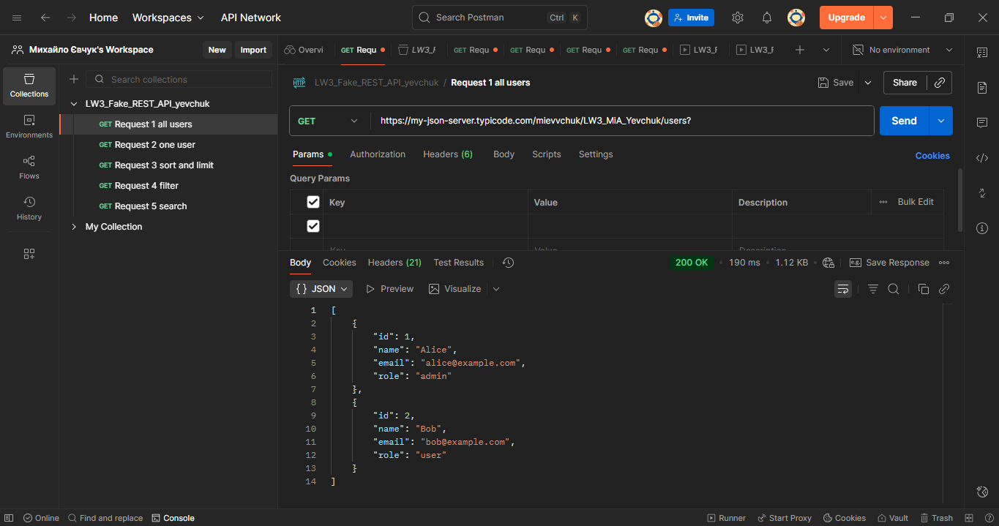 Home Workspaces API Network Search Postman Ctrl K Invite Upgrade
Михайло Євчук's Workspace New Import
Overvi GET Requ LW3_F GET Requ GET Requ GET Requ GET Requ LW3_F LW3_F No environment
Search collections
Collections
Environments
Flows
History
LW3_Fake_REST_API_yevchuk
GET Request 1 all users
GET Request 2 one user
GET Request 3 sort and limit
GET Request 4 filter
GET Request 5 search
My Collection
HTTP LW3_Fake_REST_API_yevchuk / Request 1 all users Save Share
GET https://my-json-server.typicode.com/mievvchuk/LW3_MiA_Yevchuk/users? Send
Params Authorization Headers (6) Body Scripts Settings Cookies
Query Params
Key Value Description Bulk Edit
Key Value Description
Body Cookies Headers (21) Test Results 200 OK 190 ms 1.12 KB e.g. Save Response
{} JSON Preview Visualize
1 [
2 {
3 "id": 1,
4 "name": "Alice",
5 "email": "alice@example.com",
6 "role": "admin"
7 },
8 {
9 "id": 2,
10 "name": "Bob",
11 "email": "bob@example.com",
12 "role": "user"
13 }
14 ]
Online Find and replace Console Runner Start Proxy Cookies Vault Trash